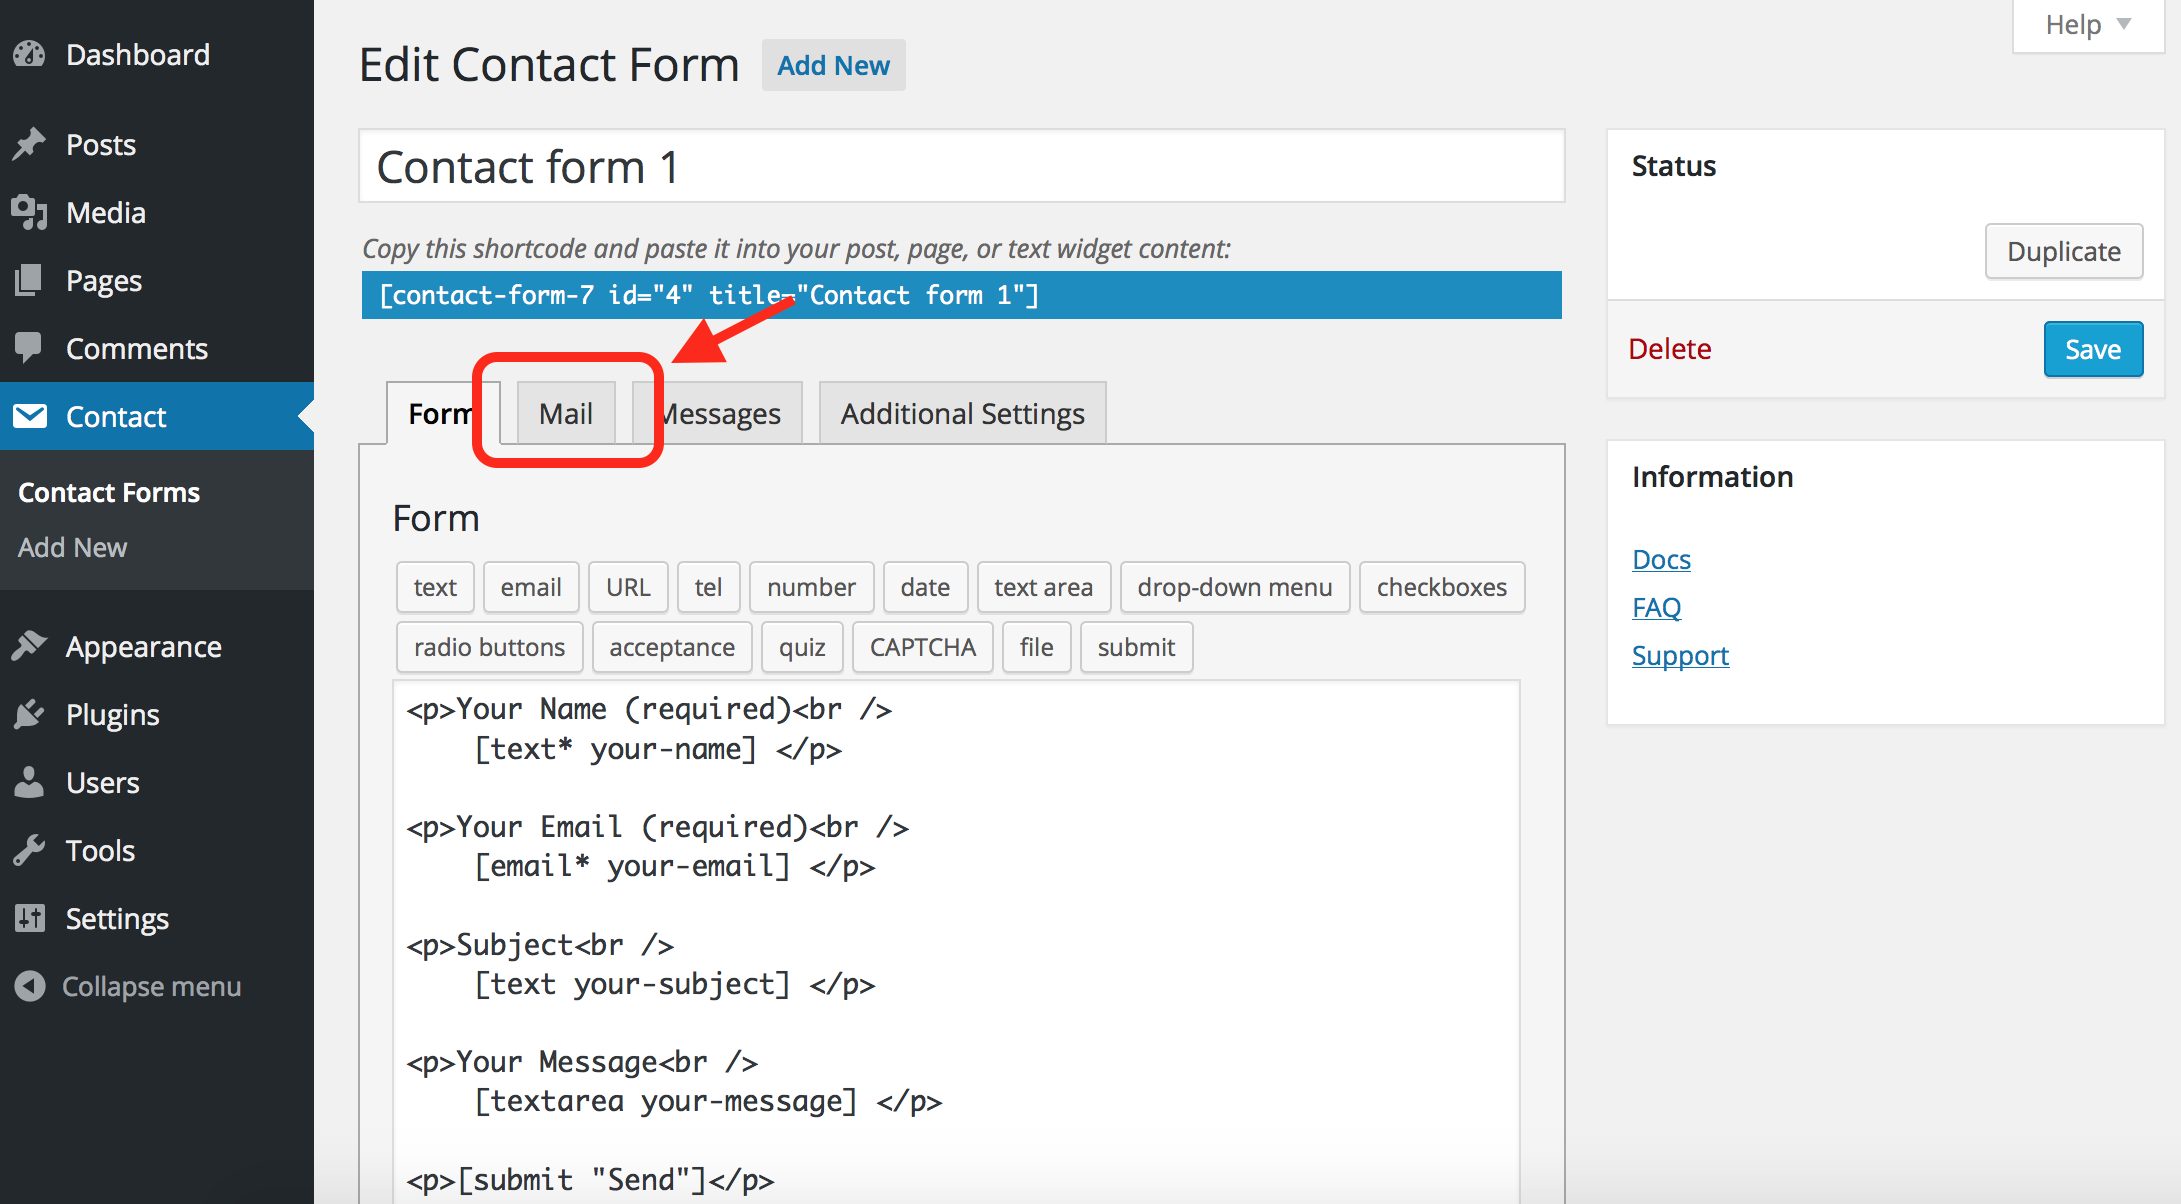 Dashboard
Posts
Media
Pages
Comments
Contact
Contact Forms
Add New
Appearance
Plugins
Users
Tools
Settings
Collapse menu
Help
Edit Contact Form Add New
Contact form 1
Copy this shortcode and paste it into your post, page, or text widget content:
[contact-form-7 id="4" title="Contact form 1"]
Form Mail Messages Additional Settings
Form
text email URL tel number date text area drop-down menu checkboxes
radio buttons acceptance quiz CAPTCHA file submit
<p>Your Name (required)<br />
[text* your-name] </p>
<p>Your Email (required)<br />
[email* your-email] </p>
<p>Subject<br />
[text your-subject] </p>
<p>Your Message<br />
[textarea your-message] </p>
<p>[submit "Send"]</p>
Status
Duplicate
Delete Save
Information
Docs
FAQ
Support